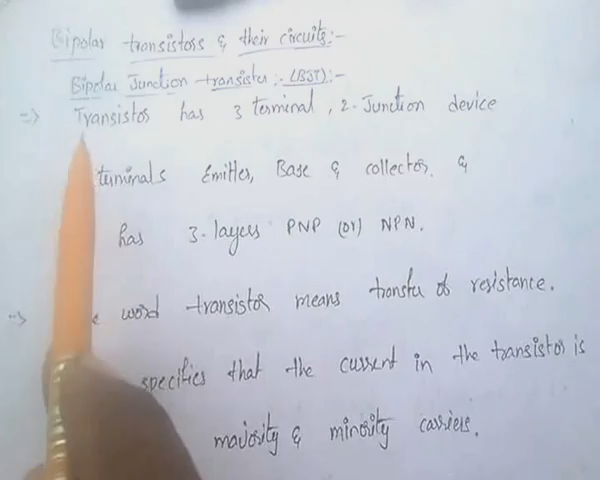 Bipolar transistors & their circuits:-
Bipolar Junction transistor:- (BJT):-
=> Transistor has 3 terminal, 2-Junction device
terminals Emitter, Base & collector. &
has 3-layers PNP (or) NPN.
=> word transistor means transfer of resistance.
specifies that the current in the transistor is
majority & minority carriers.